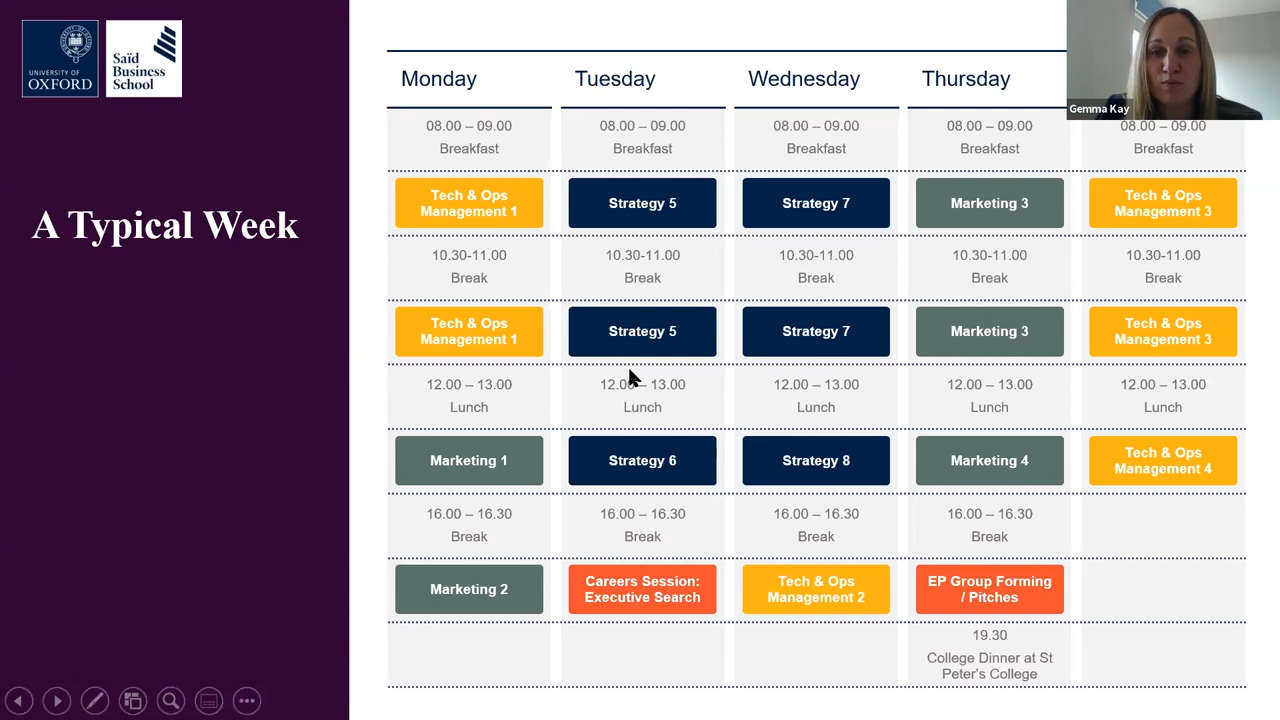 UNIVERSITY OF
OXFORD
Saïd
Business
School
A Typical Week
Gemma Kay
Monday
Tuesday
Wednesday
Thursday
08.00 – 09.00
Breakfast
08.00 – 09.00
Breakfast
08.00 – 09.00
Breakfast
08.00 – 09.00
Breakfast
08.00 – 09.00
Breakfast
Tech & Ops
Management 1
Strategy 5
Strategy 7
Marketing 3
Tech & Ops
Management 3
10.30-11.00
Break
10.30-11.00
Break
10.30-11.00
Break
10.30-11.00
Break
10.30-11.00
Break
Tech & Ops
Management 1
Strategy 5
Strategy 7
Marketing 3
Tech & Ops
Management 3
12.00 – 13.00
Lunch
12.00 – 13.00
Lunch
12.00 – 13.00
Lunch
12.00 – 13.00
Lunch
12.00 – 13.00
Lunch
Marketing 1
Strategy 6
Strategy 8
Marketing 4
Tech & Ops
Management 4
16.00 – 16.30
Break
16.00 – 16.30
Break
16.00 – 16.30
Break
16.00 – 16.30
Break
Marketing 2
Careers Session:
Executive Search
Tech & Ops
Management 2
EP Group Forming
/ Pitches
19.30
College Dinner at St
Peter's College